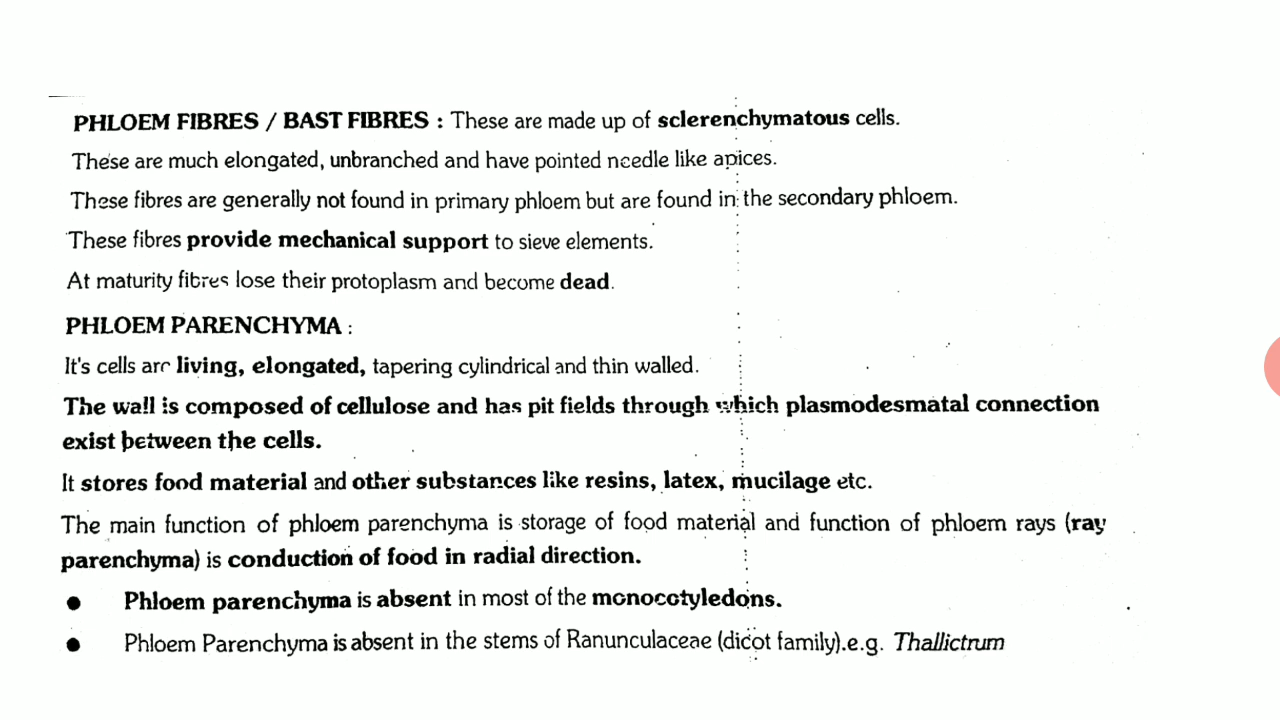 PHLOEM FIBRES / BAST FIBRES : These are made up of sclerenchymatous cells.
These are much elongated, unbranched and have pointed needle like apices.
These fibres are generally not found in primary phloem but are found in the secondary phloem.
These fibres provide mechanical support to sieve elements.
At maturity fibres lose their protoplasm and become dead.
PHLOEM PARENCHYMA :
It's cells are living, elongated, tapering cylindrical and thin walled.
The wall is composed of cellulose and has pit fields through which plasmodesmatal connection
exist between the cells.
It stores food material and other substances like resins, latex, mucilage etc.
The main function of phloem parenchyma is storage of food material and function of phloem rays (ray
parenchyma) is conduction of food in radial direction.
● Phloem parenchyma is absent in most of the monocotyledons.
● Phloem Parenchyma is absent in the stems of Ranunculaceae (dicot family).e.g. Thallictrum